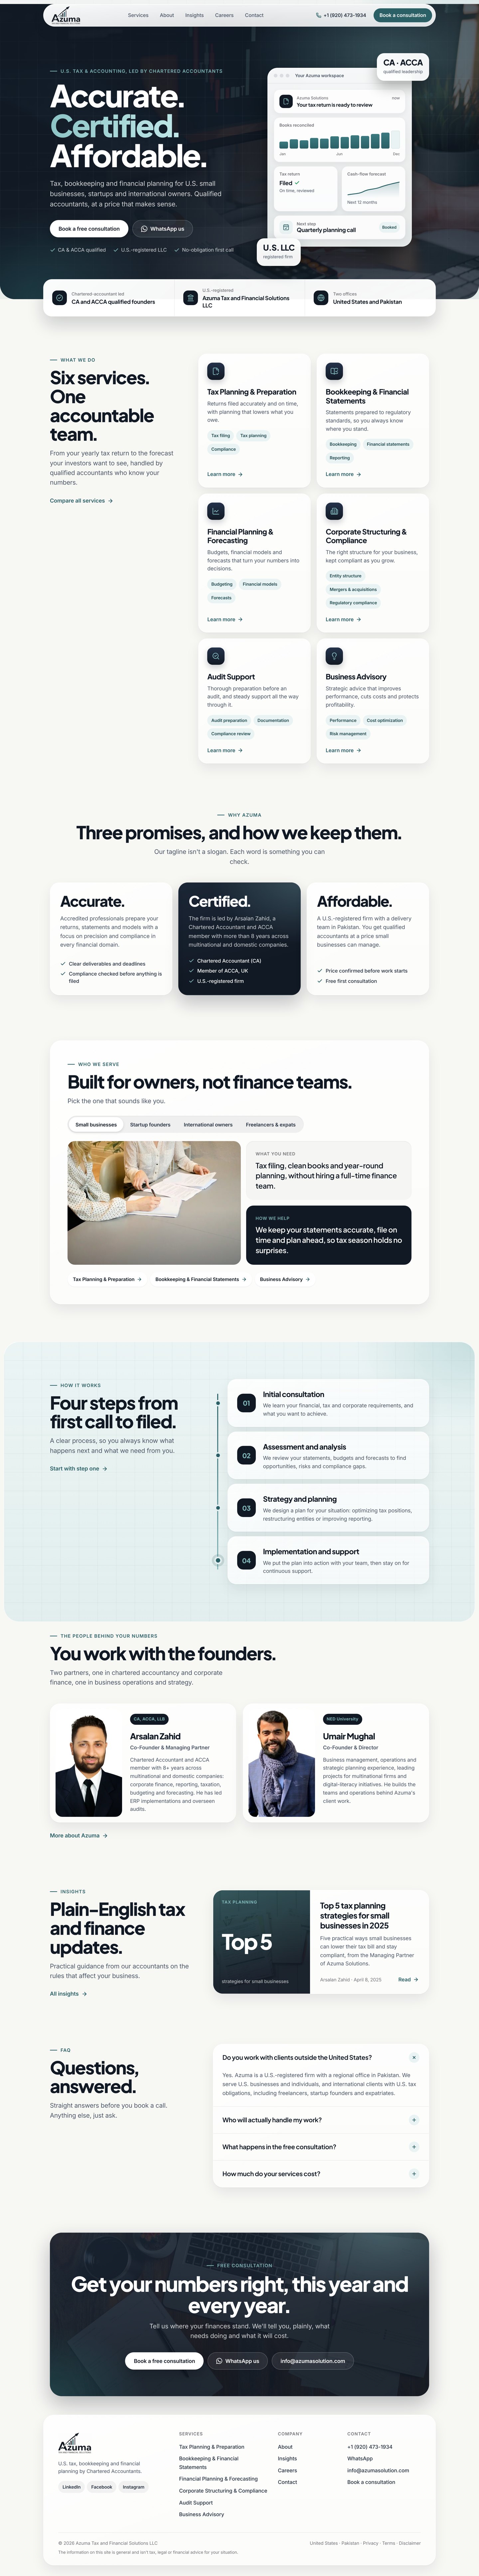 Azuma
Services
About
Insights
Careers
Contact
+1 (920) 473-1934
Book a consultation
U.S. TAX & ACCOUNTING, LED BY CHARTERED ACCOUNTANTS
Accurate.
Certified.
Affordable.
Tax, bookkeeping and financial planning for U.S. small
businesses, startups and international owners. Qualified
accountants, at a price that makes sense.
Book a free consultation
WhatsApp us
CA & ACCA qualified
U.S.-registered LLC
No-obligation first call
CA · ACCA
qualified leadership
Your Azuma workspace
Azuma Solutions
now
Your tax return is ready to review
Books reconciled
Jan
Jun
Dec
Tax return
Filed
On time, reviewed
Cash-flow forecast
Next 12 months
Next step
Quarterly planning call
Booked
U.S. LLC
registered firm
Chartered-accountant led
CA and ACCA qualified founders
U.S.-registered
Azuma Tax and Financial Solutions
LLC
Two offices
United States and Pakistan
WHAT WE DO
Six services.
One
accountable
team.
From your yearly tax return to the forecast
your investors want to see, handled by
qualified accountants who know your
numbers.
Compare all services
Tax Planning & Preparation
Returns filed accurately and on time,
with planning that lowers what you
owe.
Tax filing
Tax planning
Compliance
Learn more
Bookkeeping & Financial
Statements
Statements prepared to regulatory
standards, so you always know
where you stand.
Bookkeeping
Financial statements
Reporting
Learn more
Financial Planning &
Forecasting
Budgets, financial models and
forecasts that turn your numbers into
decisions.
Budgeting
Financial models
Forecasts
Learn more
Corporate Structuring &
Compliance
The right structure for your business,
kept compliant as you grow.
Entity structure
Mergers & acquisitions
Regulatory compliance
Learn more
Audit Support
Thorough preparation before an
audit, and steady support all the way
through it.
Audit preparation
Documentation
Compliance review
Learn more
Business Advisory
Strategic advice that improves
performance, cuts costs and protects
profitability.
Performance
Cost optimization
Risk management
Learn more
WHY AZUMA
Three promises, and how we keep them.
Our tagline isn't a slogan. Each word is something you can
check.
Accurate.
Accredited professionals prepare your
returns, statements and models with a
focus on precision and compliance in
every financial domain.
Clear deliverables and deadlines
Compliance checked before anything is
filed
Certified.
The firm is led by Arsalan Zahid, a
Chartered Accountant and ACCA
member with more than 8 years across
multinational and domestic companies.
Chartered Accountant (CA)
Member of ACCA, UK
U.S.-registered firm
Affordable.
A U.S.-registered firm with a delivery
team in Pakistan. You get qualified
accountants at a price small
businesses can manage.
Price confirmed before work starts
Free first consultation
WHO WE SERVE
Built for owners, not finance teams.
Pick the one that sounds like you.
Small businesses
Startup founders
International owners
Freelancers & expats
WHAT YOU NEED
Tax filing, clean books and year-round
planning, without hiring a full-time finance
team.
HOW WE HELP
We keep your statements accurate, file on
time and plan ahead, so tax season holds no
surprises.
Tax Planning & Preparation
Bookkeeping & Financial Statements
Business Advisory
HOW IT WORKS
Four steps from
first call to filed.
A clear process, so you always know what
happens next and what we need from you.
Start with step one
01
Initial consultation
We learn your financial, tax and corporate requirements, and
what you want to achieve.
02
Assessment and analysis
We review your statements, budgets and forecasts to find
opportunities, risks and compliance gaps.
03
Strategy and planning
We design a plan for your situation: optimizing tax positions,
restructuring entities or improving reporting.
04
Implementation and support
We put the plan into action with your team, then stay on for
continuous support.
THE PEOPLE BEHIND YOUR NUMBERS
You work with the founders.
Two partners, one in chartered accountancy and corporate
finance, one in business operations and strategy.
CA, ACCA, LLB
Arsalan Zahid
Co-Founder & Managing Partner
Chartered Accountant and ACCA
member with 8+ years across
multinational and domestic companies:
corporate finance, reporting, taxation,
budgeting and forecasting. He has led
ERP implementations and overseen
audits.
NED University
Umair Mughal
Co-Founder & Director
Business management, operations and
strategic planning experience, leading
projects for multinational firms and
digital-literacy initiatives. He builds the
teams and operations behind Azuma's
client work.
More about Azuma
INSIGHTS
Plain-English tax
and finance
updates.
Practical guidance from our accountants on the
rules that affect your business.
All insights
TAX PLANNING
Top 5
strategies for small businesses
Top 5 tax planning
strategies for small
businesses in 2025
Five practical ways small businesses
can lower their tax bill and stay
compliant, from the Managing Partner
of Azuma Solutions.
Arsalan Zahid · April 8, 2025
Read
FAQ
Questions,
answered.
Straight answers before you book a call.
Anything else, just ask.
Do you work with clients outside the United States?
Yes. Azuma is a U.S.-registered firm with a regional office in Pakistan. We
serve U.S. businesses and individuals, and international clients with U.S. tax
obligations, including freelancers, startup founders and expatriates.
Who will actually handle my work?
What happens in the free consultation?
How much do your services cost?
FREE CONSULTATION
Get your numbers right, this year and
every year.
Tell us where your finances stand. We'll tell you, plainly, what
needs doing and what it will cost.
Book a free consultation
WhatsApp us
info@azumasolution.com
Azuma
U.S. tax, bookkeeping and financial
planning by Chartered Accountants.
LinkedIn
Facebook
Instagram
SERVICES
Tax Planning & Preparation
Bookkeeping & Financial
Statements
Financial Planning & Forecasting
Corporate Structuring & Compliance
Audit Support
Business Advisory
COMPANY
About
Insights
Careers
Contact
CONTACT
+1 (920) 473-1934
WhatsApp
info@azumasolution.com
Book a consultation
© 2026 Azuma Tax and Financial Solutions LLC
United States · Pakistan · Privacy · Terms · Disclaimer
The information on this site is general and isn't tax, legal or financial advice for your situation.